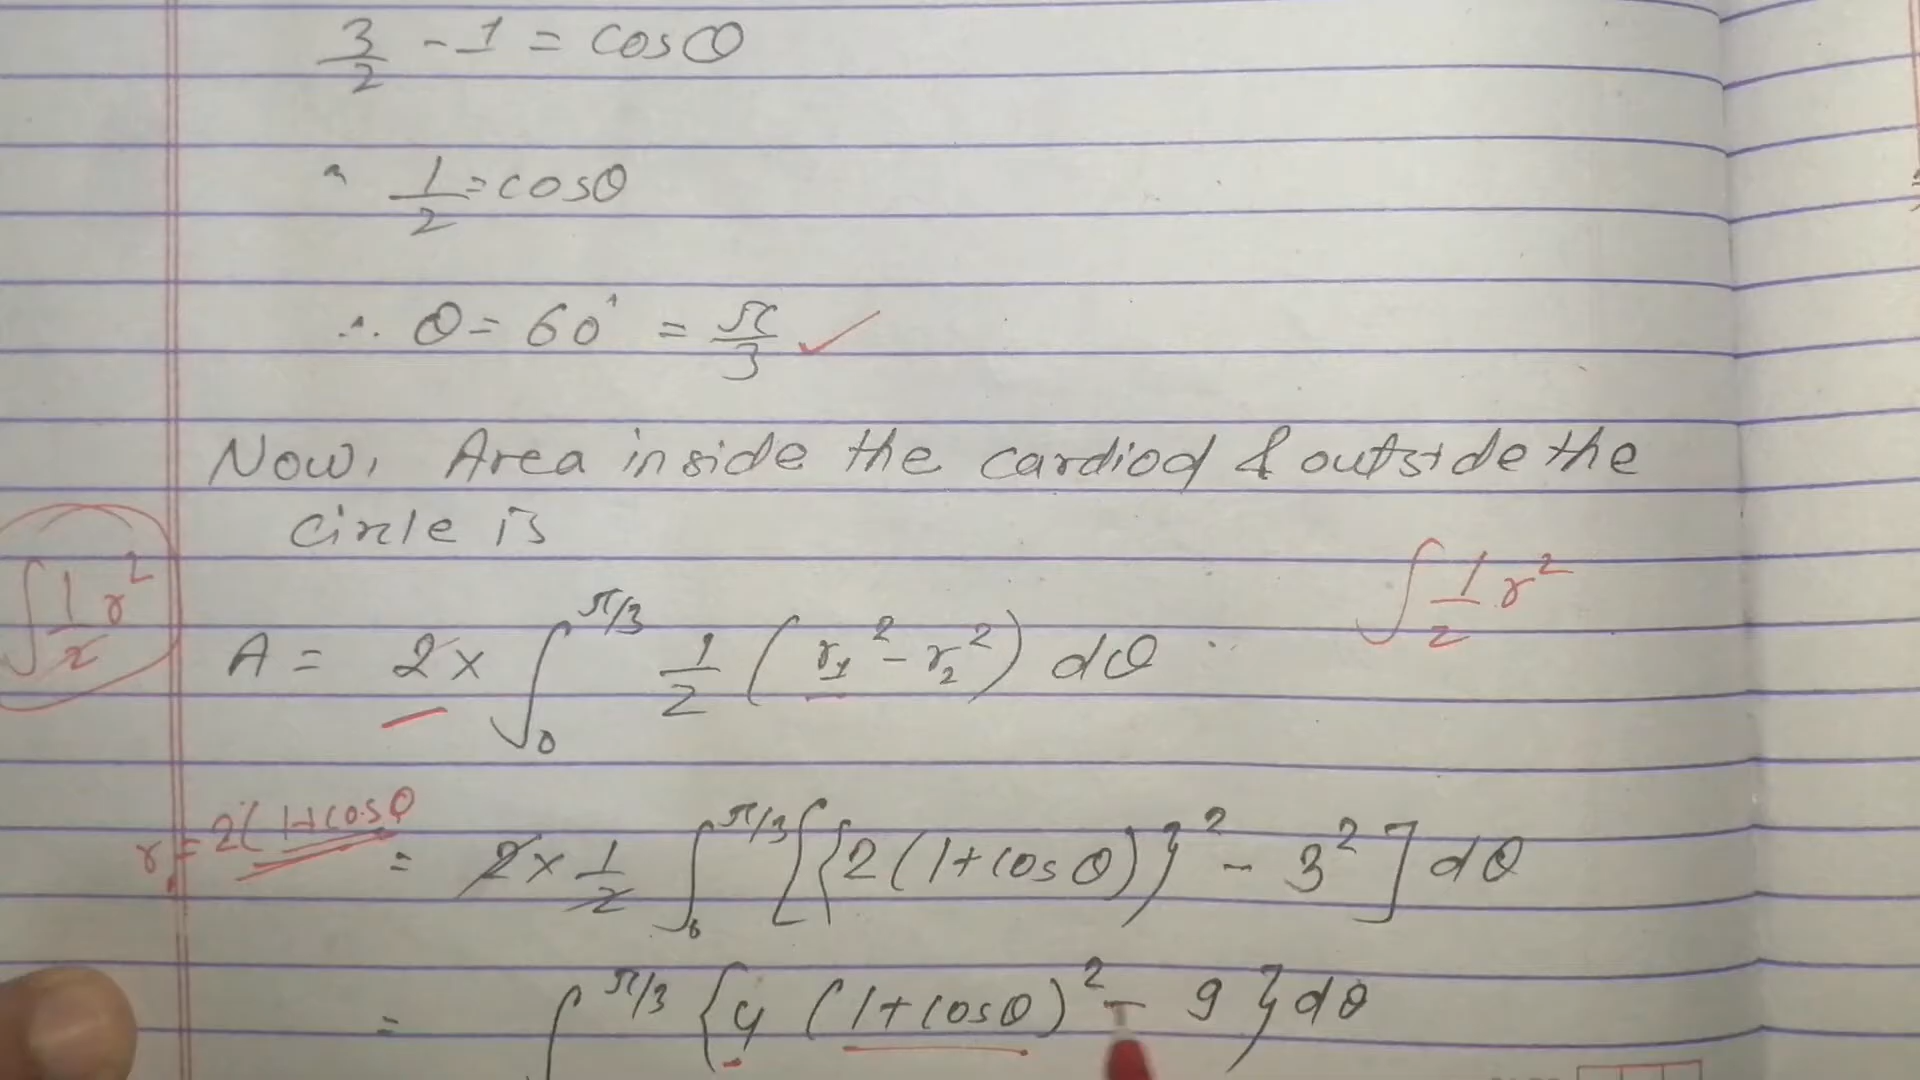 3/2 - 1 = cosθ
1/2 = cosθ
∴ θ = 60° = π/3 ✓
Now, Area inside the cardiod & outside the
circle is
∫ 1/2 r²
∫ 1/2 r²
A = 2 × ∫₀^π/3 1/2 (r₁² - r₂²) dθ
r₁ = 2(1+cosθ
= 2 × 1/2 ∫₀^π/3 [{2(1+cosθ)}² - 3²] dθ
= ∫^π/3 {4(1+cosθ)² - 9} dθ